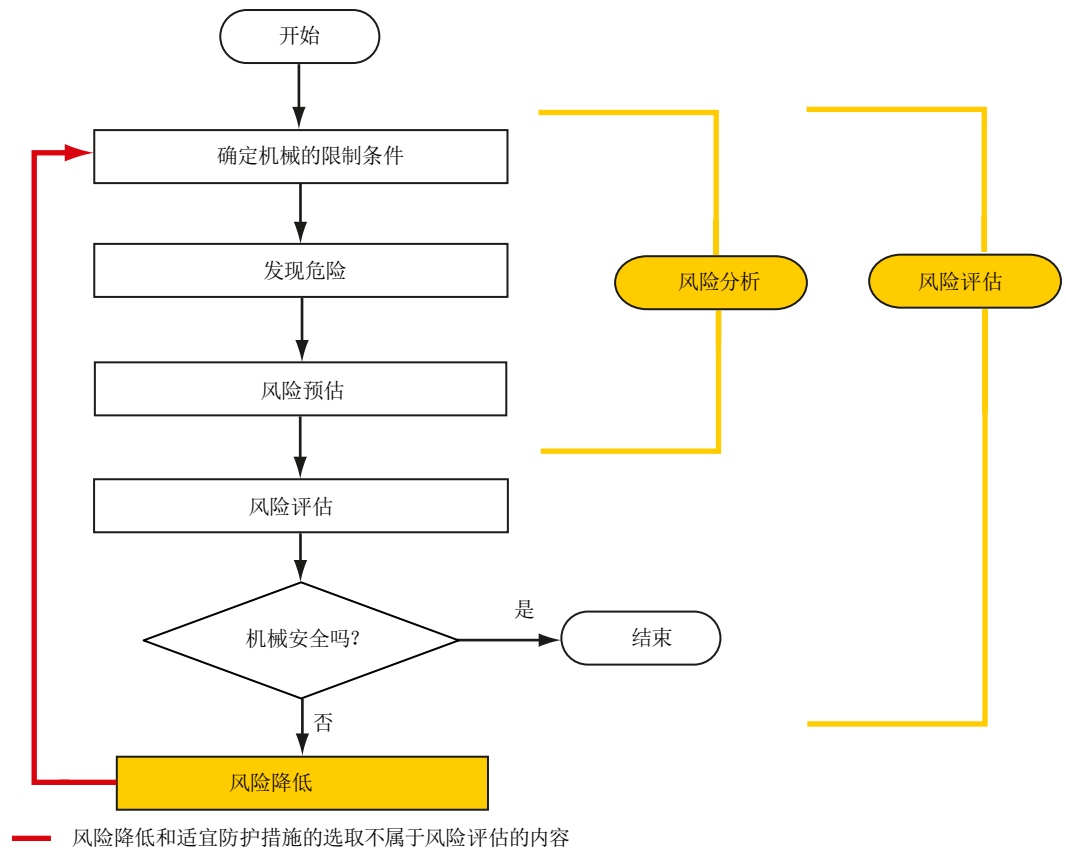 开始
确定机械的限制条件
发现危险
风险分析
风险评估
风险预估
风险评估
机械安全吗？
是
结束
否
风险降低
风险降低和适宜防护措施的选取不属于风险评估的内容